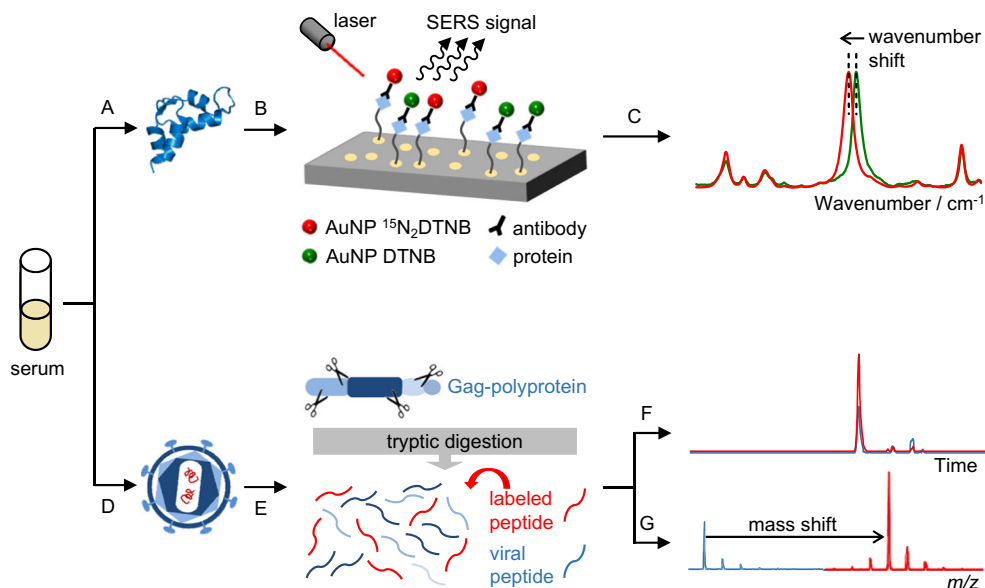 laser
SERS signal
wavenumber
shift
A
B
C
Wavenumber / cm⁻¹
AuNP ¹⁵N₂DTNB
antibody
AuNP DTNB
protein
serum
Gag-polyprotein
tryptic digestion
F
Time
D
E
labeled
peptide
G
mass shift
viral
peptide
m/z